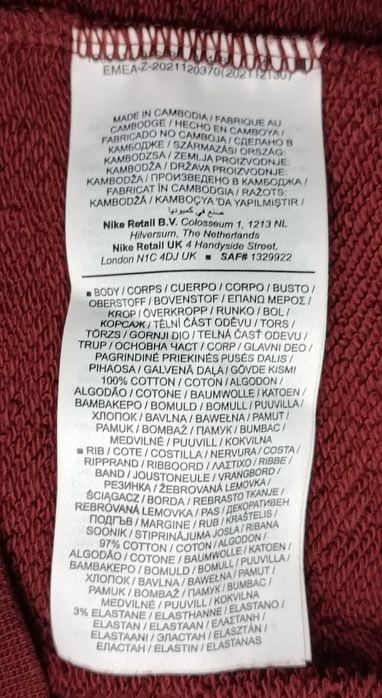 EMEA-Z-2021120370(20211213U)
MADE IN CAMBODIA / FABRIQUE AU
CAMBODGE / HECHO EN CAMBOYA /
FABRICADO NO CAMBOJA / СДЕЛАНО В
КАМБОДЖЕ / SZÁRMAZÁSI ORSZÁG:
KAMBODZSA / ZEMLJA PROIZVODNJE:
KAMBODŽA / DRŽAVA PROIZVODNJE:
KAMBODŽA / ПРОИЗВЕДЕНО В КАМБОДЖА /
FABRICAT ÎN CAMBODGIA / RAŽOTS:
KAMBODŽĀ / KAMBOÇYA 'DA YAPILMIŞTIR /
صنع في كمبوديا
Nike Retail B.V. Colosseum 1, 1213 NL
Hilversum, The Netherlands
Nike Retail UK 4 Handyside Street,
London N1C 4DJ UK ▪ SAF# 1329922
▪ BODY / CORPS / CUERPO / CORPO / BUSTO /
OBERSTOFF / BOVENSTOF / ΕΠΑΝΩ ΜΕΡΟΣ /
KROP / ÖVERKROPP / RUNKO / BOL /
КОРСАЖ / TĚLNÍ ČÁST ODĚVU / TORS /
TÖRZS / GORNJI DIO / TELNÁ ČASŤ ODEVU /
TRUP / ОСНОВНА ЧАСТ / CORP / GLAVNI DEO /
PAGRINDINĖ PRIEKINĖS PUSĖS DALIS /
PIHAOSA / GALVENĀ DAĻA / GÖVDE KISMI
100% COTTON / COTON / ALGODÓN /
ALGODÃO / COTONE / BAUMWOLLE / KATOEN /
ΒΑΜΒΑΚΕΡΟ / BOMULD / BOMULL / PUUVILLA /
ХЛОПОК / BAVLNA / BAWEŁNA / PAMUT /
PAMUK / BOMBAŽ / ПАМУК / BUMBAC /
MEDVILNĖ / PUUVILL / KOKVILNA
▪ RIB / COTE / COSTILLA / NERVURA / COSTA /
RIPPRAND / RIBBOORD / ΛΑΣΤΙΧΟ / RIBBE /
BAND / JOUSTONEULE / VRANGBORD /
РЕЗИНКА / ŽEBROVANÁ LEMOVKA /
ŚCIĄGACZ / BORDA / REBRASTO TKANJE /
REBROVANÁ LEMOVKA / PAS / ДЕКОРАТИВЕН
ПОДГЪВ / MARGINE / RUB / KRAŠTELIS /
SOONIK / STIPRINĀJUMA JOSLA / RIBANA
97% COTTON / COTON / ALGODÓN /
ALGODÃO / COTONE / BAUMWOLLE / KATOEN /
ΒΑΜΒΑΚΕΡΟ / BOMULD / BOMULL / PUUVILLA /
ХЛОПОК / BAVLNA / BAWEŁNA / PAMUT /
PAMUK / BOMBAŽ / ПАМУК / BUMBAC /
MEDVILNĖ / PUUVILL / KOKVILNA
3% ELASTANE / ELASTHANNE / ELASTANO /
ELASTAN / ELASTAAN / ΕΛΑΣΤΑΝΗ /
ELASTAANI / ЭЛАСТАН / ELASZTÁN /
ЕЛАСТАН / ELASTIN / ELASTANAS